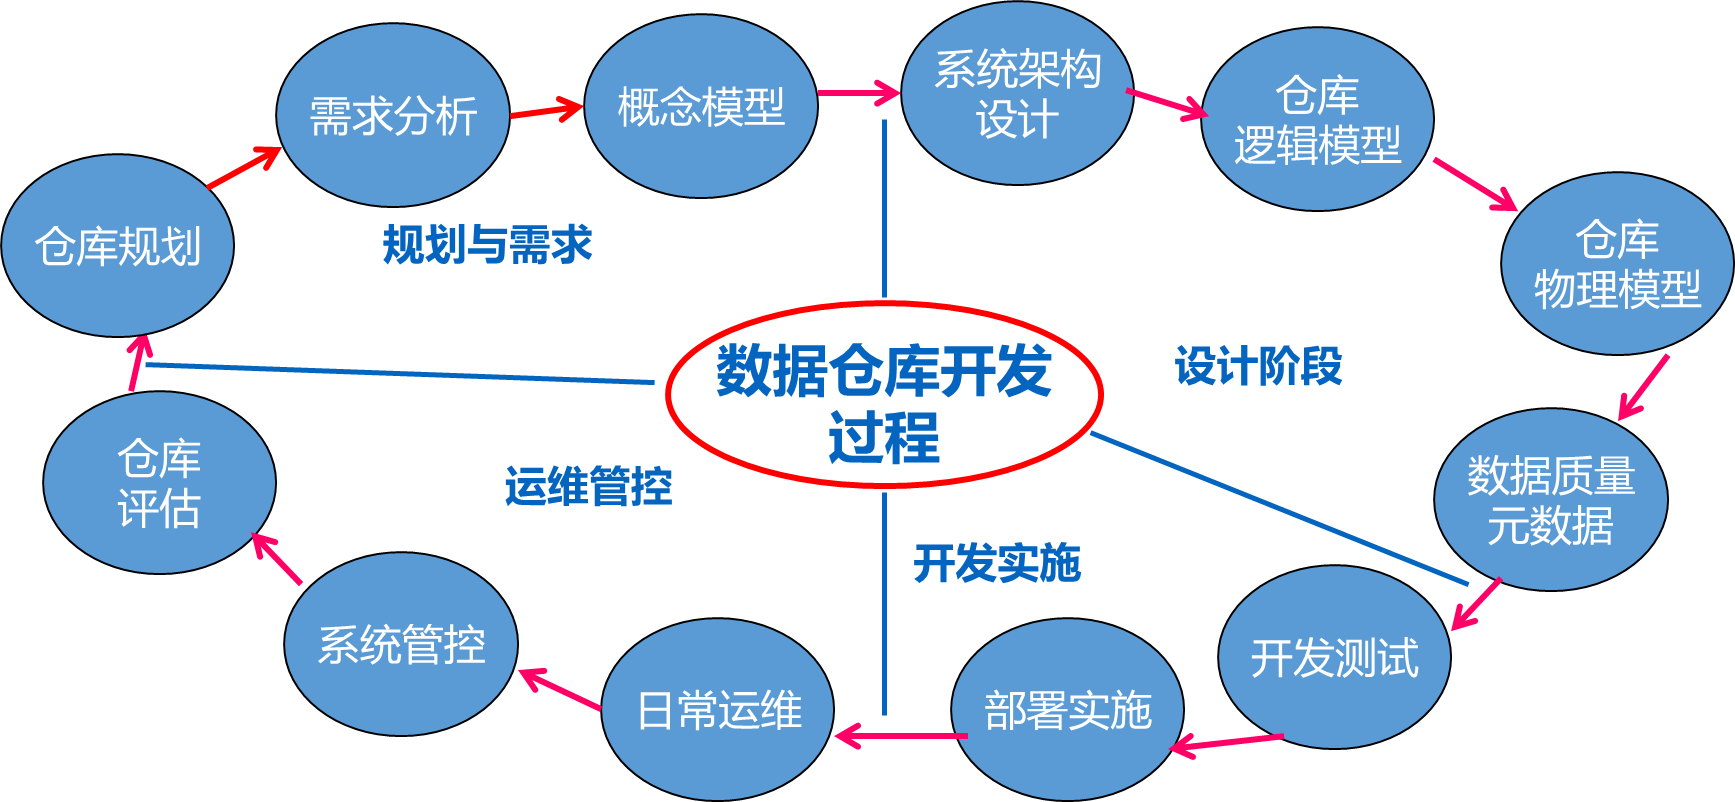 需求分析
概念模型
系统架构
设计
仓库
逻辑模型
仓库
物理模型
仓库规划
规划与需求
数据仓库开发
过程
设计阶段
数据质量
元数据
仓库
评估
运维管控
开发实施
开发测试
系统管控
日常运维
部署实施